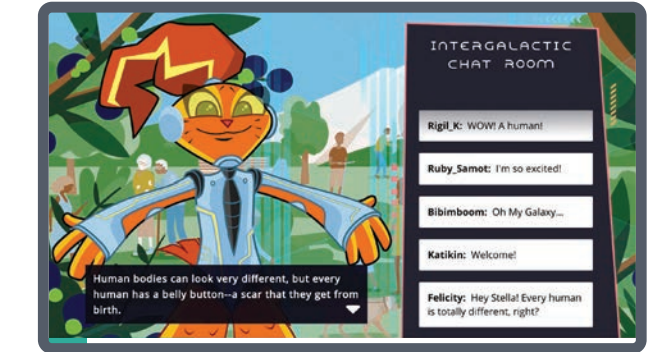 INTERGALACTIC
CHAT ROOM
Rigil_K: WOW! A human!
Ruby_Samot: I'm so excited!
Bibimboom: Oh My Galaxy...
Katikin: Welcome!
Felicity: Hey Stella! Every human
is totally different, right?
Human bodies can look very different, but every
human has a belly button--a scar that they get from
birth.